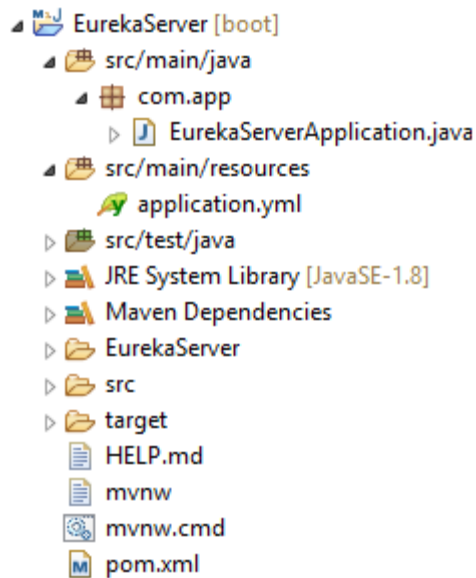 EurekaServer [boot]
src/main/java
com.app
EurekaServerApplication.java
src/main/resources
application.yml
src/test/java
JRE System Library [JavaSE-1.8]
Maven Dependencies
EurekaServer
src
target
HELP.md
mvnw
mvnw.cmd
pom.xml